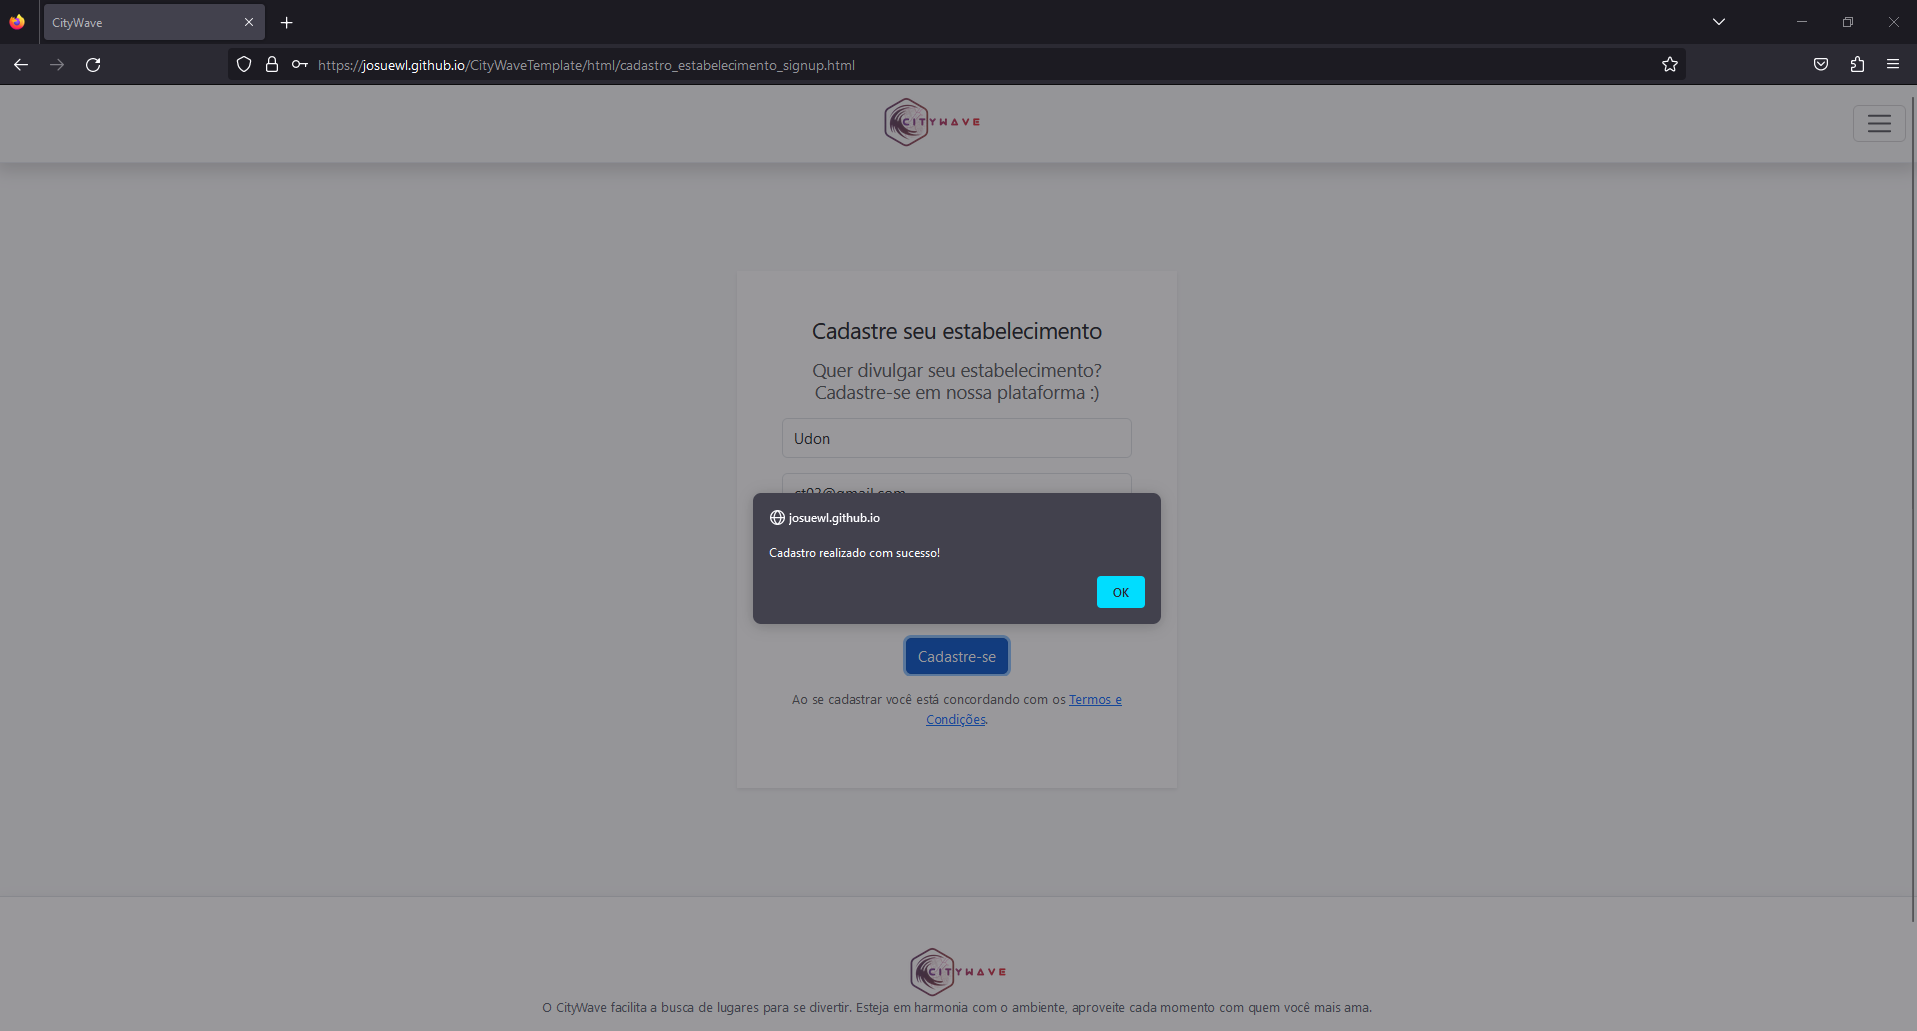 CityWave
https://josuewl.github.io/CityWaveTemplate/html/cadastro_estabelecimento_signup.html
CITYWAVE
Cadastre seu estabelecimento
Quer divulgar seu estabelecimento?
Cadastre-se em nossa plataforma :)
Udon
josuewl.github.io
Cadastro realizado com sucesso!
OK
Cadastre-se
Ao se cadastrar você está concordando com os Termos e
Condições.
CITYWAVE
O CityWave facilita a busca de lugares para se divertir. Esteja em harmonia com o ambiente, aproveite cada momento com quem você mais ama.